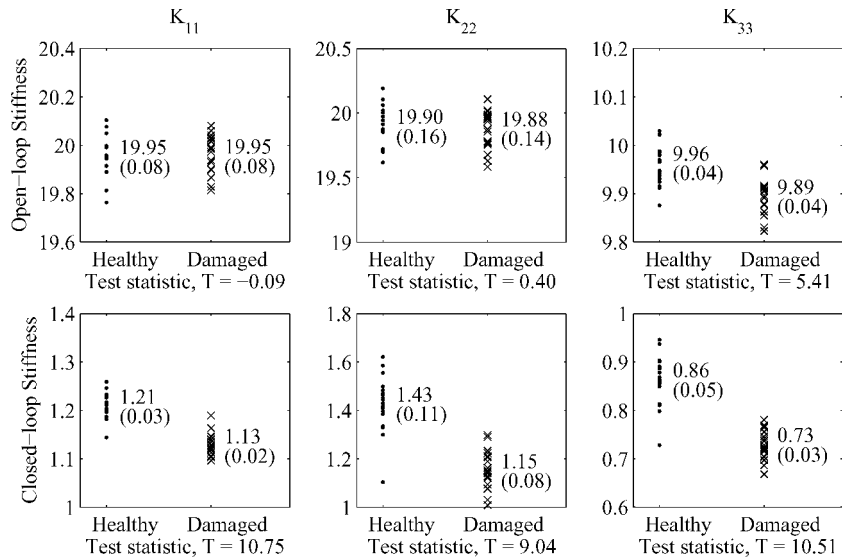 K11 K22 K33
Open−loop Stiffness
20.4 20.5 10.2
20.2 10.1
20 20 10
19.8 19.5 9.9
19.6 19 9.8
19.95 (0.08) 19.95 (0.08)
19.90 (0.16) 19.88 (0.14)
9.96 (0.04) 9.89 (0.04)
Healthy Damaged Healthy Damaged Healthy Damaged
Test statistic, T = −0.09 Test statistic, T = 0.40 Test statistic, T = 5.41
Closed−loop Stiffness
1.4 1.8 1
1.3 1.6 0.9
1.2 1.4 0.8
1.1 1.2 0.7
1 1 0.6
1.21 (0.03) 1.13 (0.02)
1.43 (0.11) 1.15 (0.08)
0.86 (0.05) 0.73 (0.03)
Healthy Damaged Healthy Damaged Healthy Damaged
Test statistic, T = 10.75 Test statistic, T = 9.04 Test statistic, T = 10.51